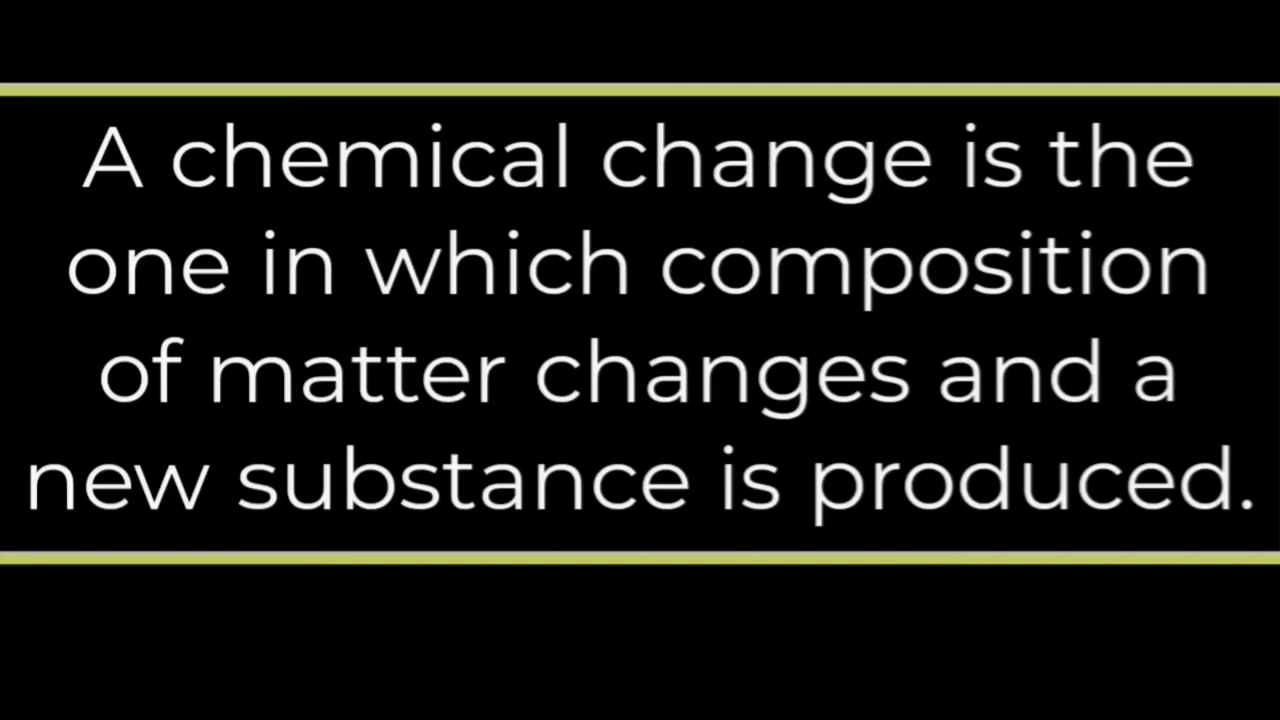 A chemical change is the
one in which composition
of matter changes and a
new substance is produced.